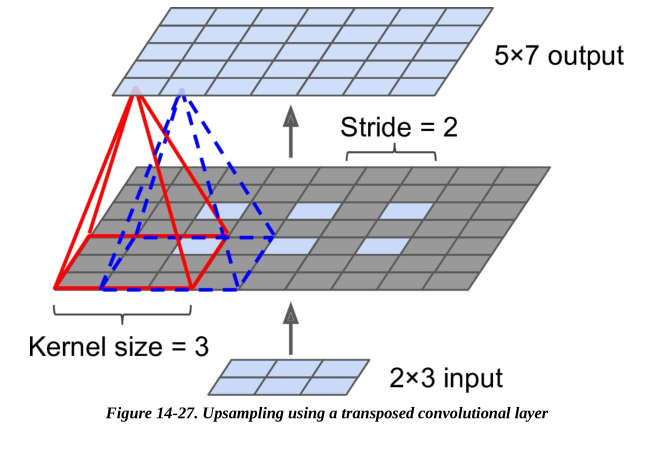 5×7 output
Stride = 2
Kernel size = 3
2×3 input
Figure 14-27. Upsampling using a transposed convolutional layer